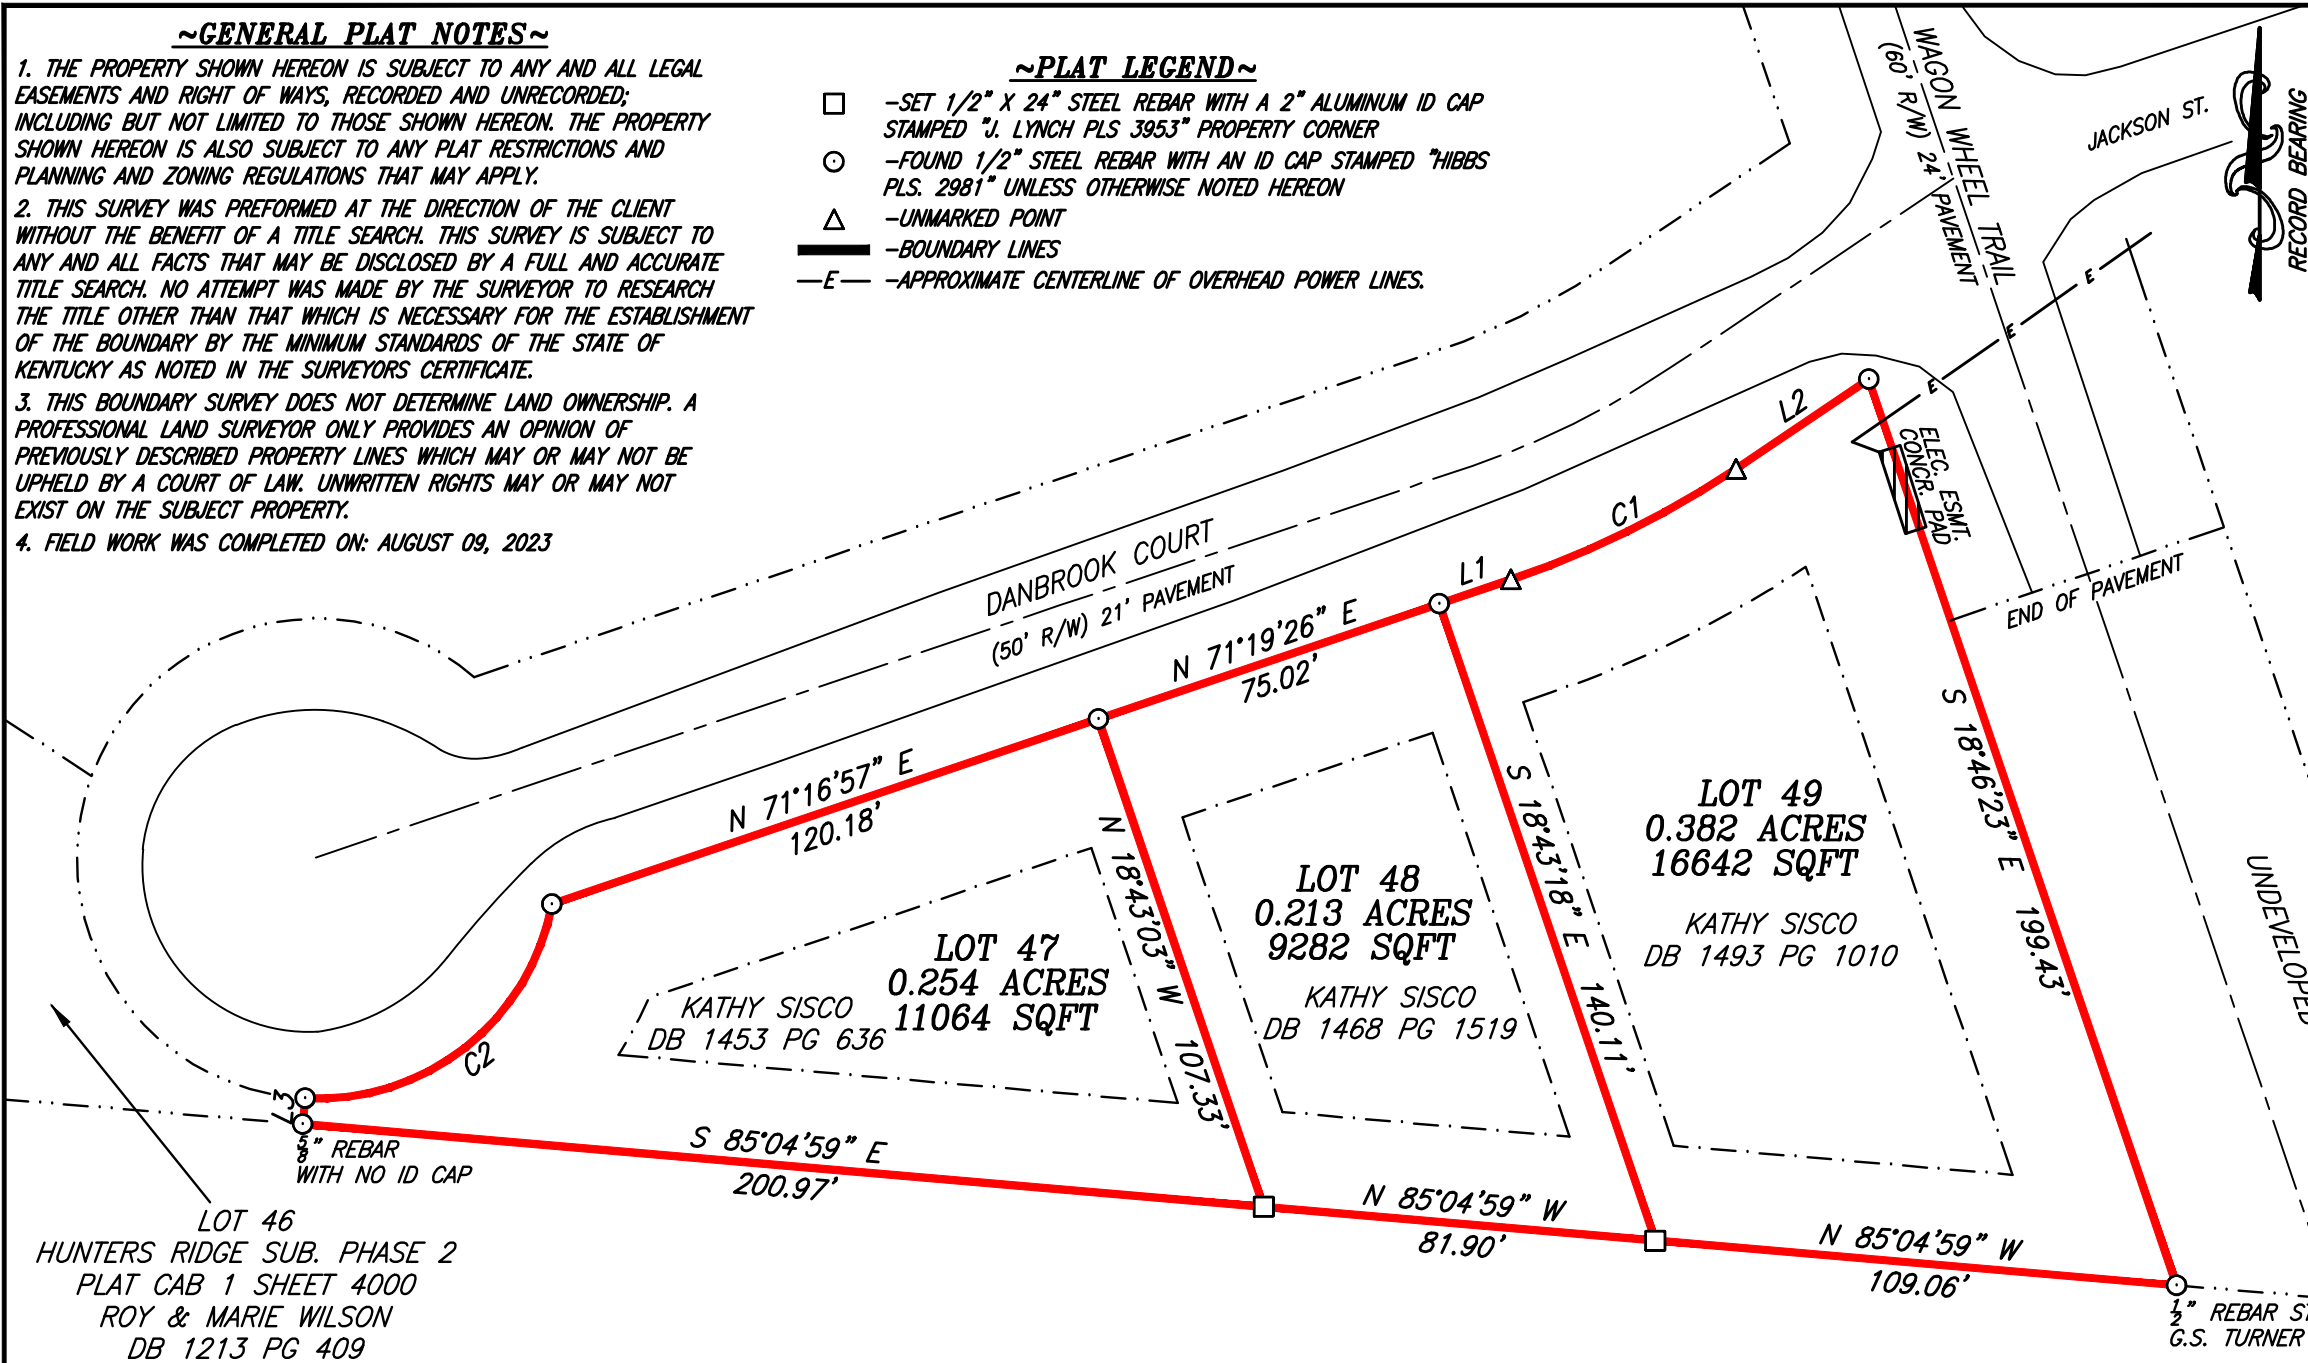 ~GENERAL PLAT NOTES~
1. THE PROPERTY SHOWN HEREON IS SUBJECT TO ANY AND ALL LEGAL
EASEMENTS AND RIGHT OF WAYS, RECORDED AND UNRECORDED;
INCLUDING BUT NOT LIMITED TO THOSE SHOWN HEREON. THE PROPERTY
SHOWN HEREON IS ALSO SUBJECT TO ANY PLAT RESTRICTIONS AND
PLANNING AND ZONING REGULATIONS THAT MAY APPLY.
2. THIS SURVEY WAS PREFORMED AT THE DIRECTION OF THE CLIENT
WITHOUT THE BENEFIT OF A TITLE SEARCH. THIS SURVEY IS SUBJECT TO
ANY AND ALL FACTS THAT MAY BE DISCLOSED BY A FULL AND ACCURATE
TITLE SEARCH. NO ATTEMPT WAS MADE BY THE SURVEYOR TO RESEARCH
THE TITLE OTHER THAN THAT WHICH IS NECESSARY FOR THE ESTABLISHMENT
OF THE BOUNDARY BY THE MINIMUM STANDARDS OF THE STATE OF
KENTUCKY AS NOTED IN THE SURVEYORS CERTIFICATE.
3. THIS BOUNDARY SURVEY DOES NOT DETERMINE LAND OWNERSHIP. A
PROFESSIONAL LAND SURVEYOR ONLY PROVIDES AN OPINION OF
PREVIOUSLY DESCRIBED PROPERTY LINES WHICH MAY OR MAY NOT BE
UPHELD BY A COURT OF LAW. UNWRITTEN RIGHTS MAY OR MAY NOT
EXIST ON THE SUBJECT PROPERTY.
4. FIELD WORK WAS COMPLETED ON: AUGUST 09, 2023
~PLAT LEGEND~
-SET 1/2" X 24" STEEL REBAR WITH A 2" ALUMINUM ID CAP
STAMPED "J. LYNCH PLS 3953" PROPERTY CORNER
-FOUND 1/2" STEEL REBAR WITH AN ID CAP STAMPED "HIBBS
PLS. 2981" UNLESS OTHERWISE NOTED HEREON
-UNMARKED POINT
-BOUNDARY LINES
-E- -APPROXIMATE CENTERLINE OF OVERHEAD POWER LINES.
WAGON WHEEL TRAIL
(60' R/W) 24' PAVEMENT
JACKSON ST.
RECORD BEARING
E
E
E
ELEC. ESMT.
CONCR. PAD
END OF PAVEMENT
UNDEVELOPED
DANBROOK COURT
(50' R/W) 21' PAVEMENT
L2
C1
L1
N 71°19'26" E
75.02'
N 71°16'57" E
120.18'
C2
L3
N 18°43'03" W 107.33'
S 18°43'18" E 140.11'
S 18°46'23" E 199.43'
LOT 49
0.382 ACRES
16642 SQFT
KATHY SISCO
DB 1493 PG 1010
LOT 48
0.213 ACRES
9282 SQFT
KATHY SISCO
DB 1468 PG 1519
LOT 47
0.254 ACRES
11064 SQFT
KATHY SISCO
DB 1453 PG 636
5/8" REBAR
WITH NO ID CAP
S 85°04'59" E
200.97'
N 85°04'59" W
81.90'
N 85°04'59" W
109.06'
1/2" REBAR
G.S. TURNER
LOT 46
HUNTERS RIDGE SUB. PHASE 2
PLAT CAB 1 SHEET 4000
ROY & MARIE WILSON
DB 1213 PG 409